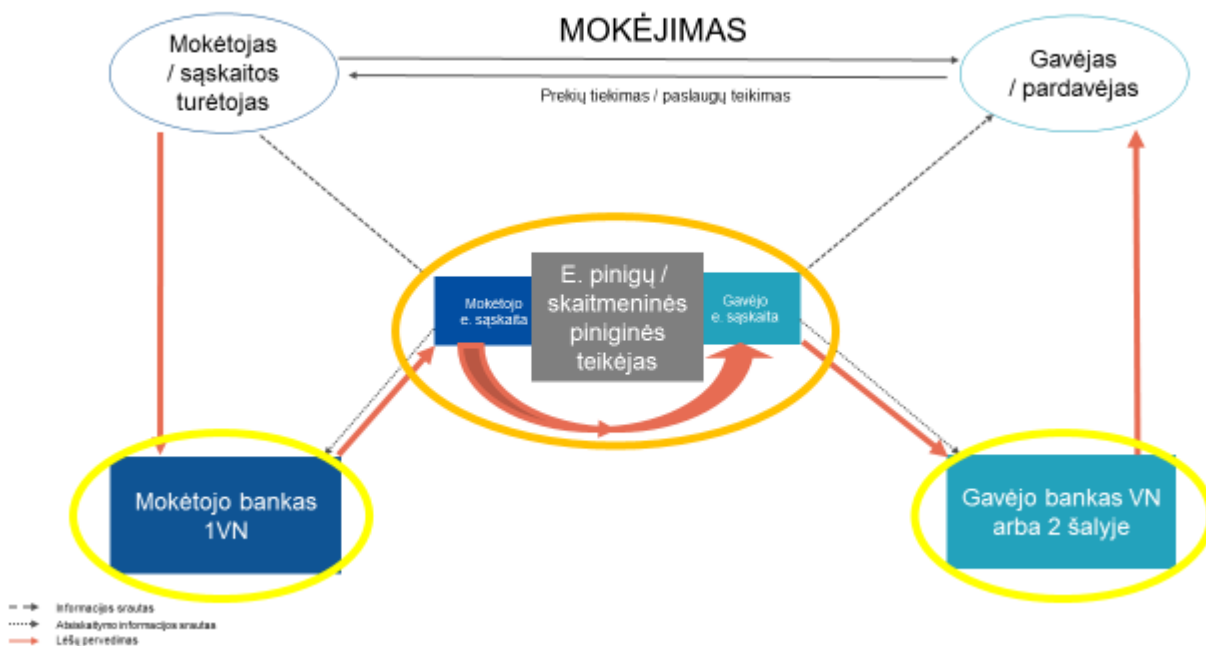 MOKĖJIMAS
Mokėtojas
/ sąskaitos
turėtojas
Gavėjas
/ pardavėjas
Prekių tiekimas / paslaugų teikimas
Mokėtojo
e. sąskaita
E. pinigų /
skaitmeninės
piniginės
teikėjas
Gavėjo
e. sąskaita
Mokėtojo bankas
1VN
Gavėjo bankas VN
arba 2 šalyje
Informacijos srautas
Atsiskaitymo informacijos srautas
Lėšų pervedimas